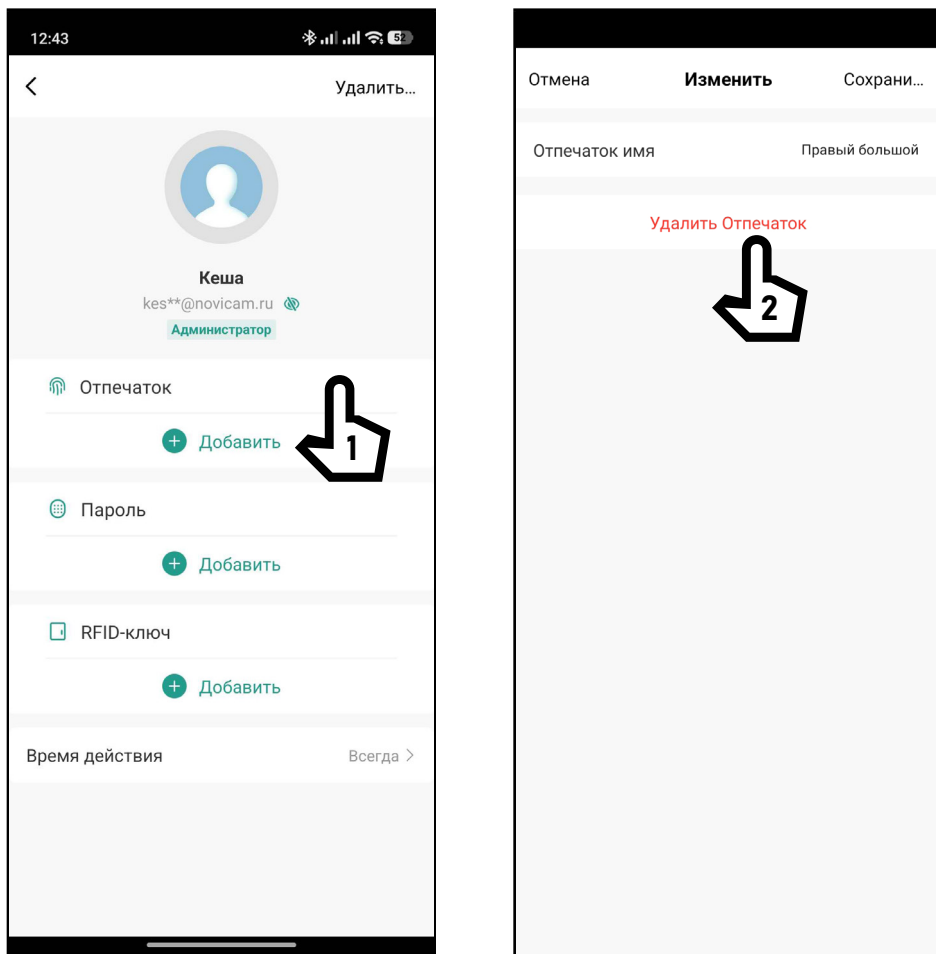 12:43
52
Удалить...
Кеша
kes**@novicam.ru
Администратор
Отпечаток
Добавить
1
Пароль
Добавить
RFID-ключ
Добавить
Время действия
Всегда
Отмена
Изменить
Сохрани...
Отпечаток имя
Правый большой
Удалить Отпечаток
2